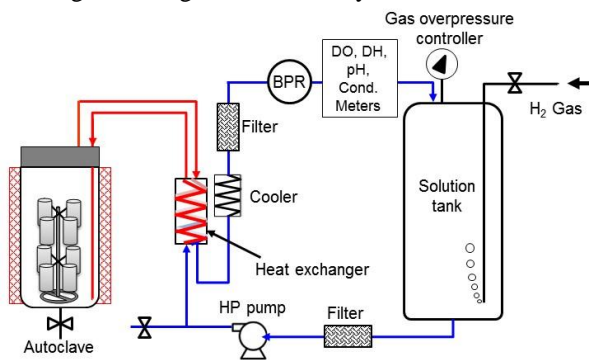 Gas overpressure
controller
DO, DH,
pH,
Cond.
Meters
BPR
H₂ Gas
Filter
Solution
tank
Cooler
Heat exchanger
HP pump
Filter
Autoclave